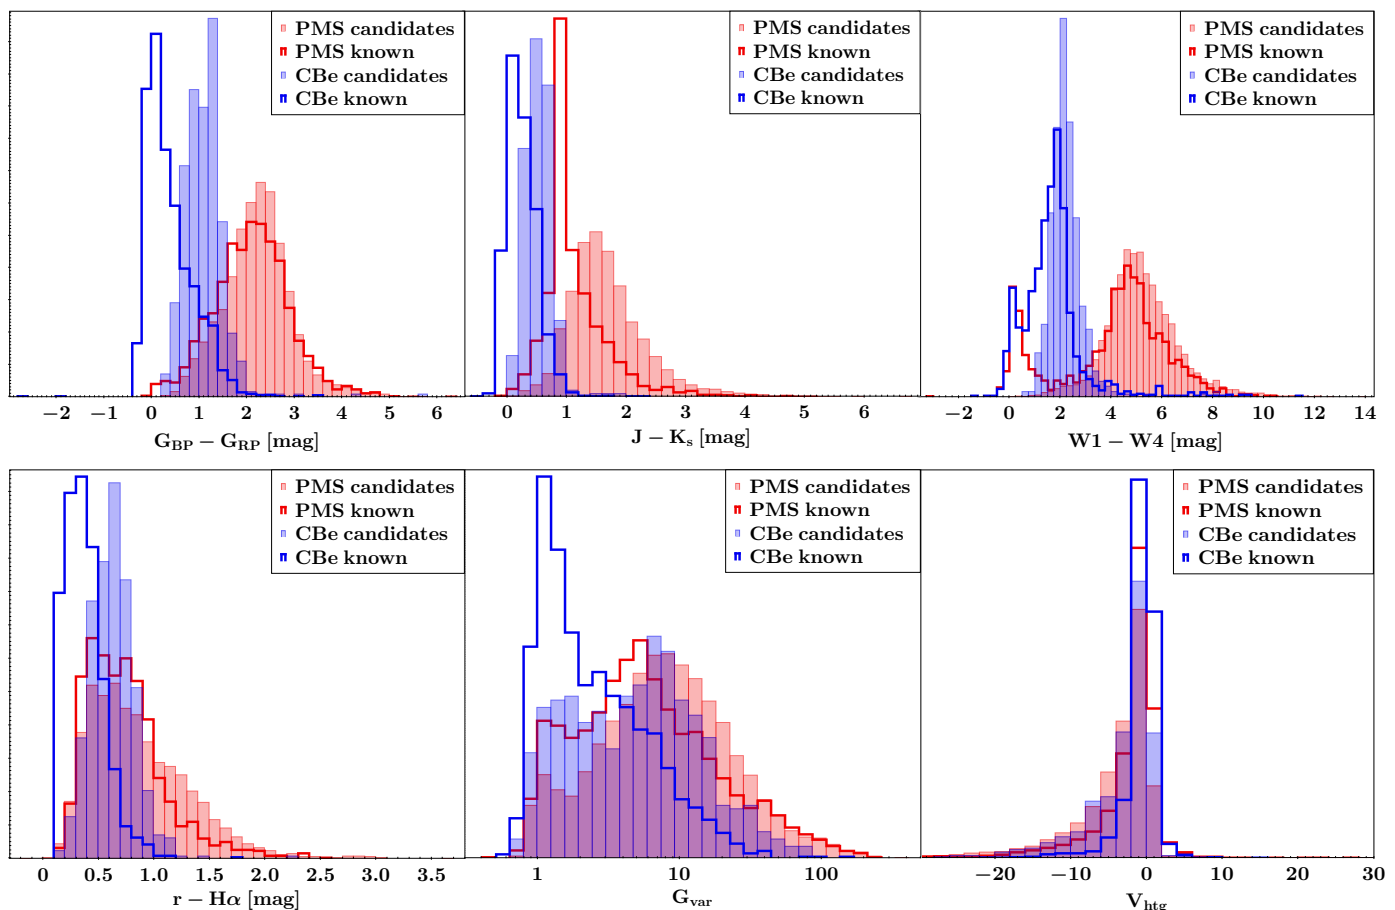 PMS candidates
PMS known
CBe candidates
CBe known
−2 −1 0 1 2 3 4 5 6
G_BP − G_RP [mag]
PMS candidates
PMS known
CBe candidates
CBe known
0 1 2 3 4 5 6
J − K_s [mag]
PMS candidates
PMS known
CBe candidates
CBe known
−2 0 2 4 6 8 10 12 14
W1 − W4 [mag]
PMS candidates
PMS known
CBe candidates
CBe known
0 0.5 1.0 1.5 2.0 2.5 3.0 3.5
r − Hα [mag]
PMS candidates
PMS known
CBe candidates
CBe known
1 10 100
G_var
PMS candidates
PMS known
CBe candidates
CBe known
−20 −10 0 10 20 30
V_htg